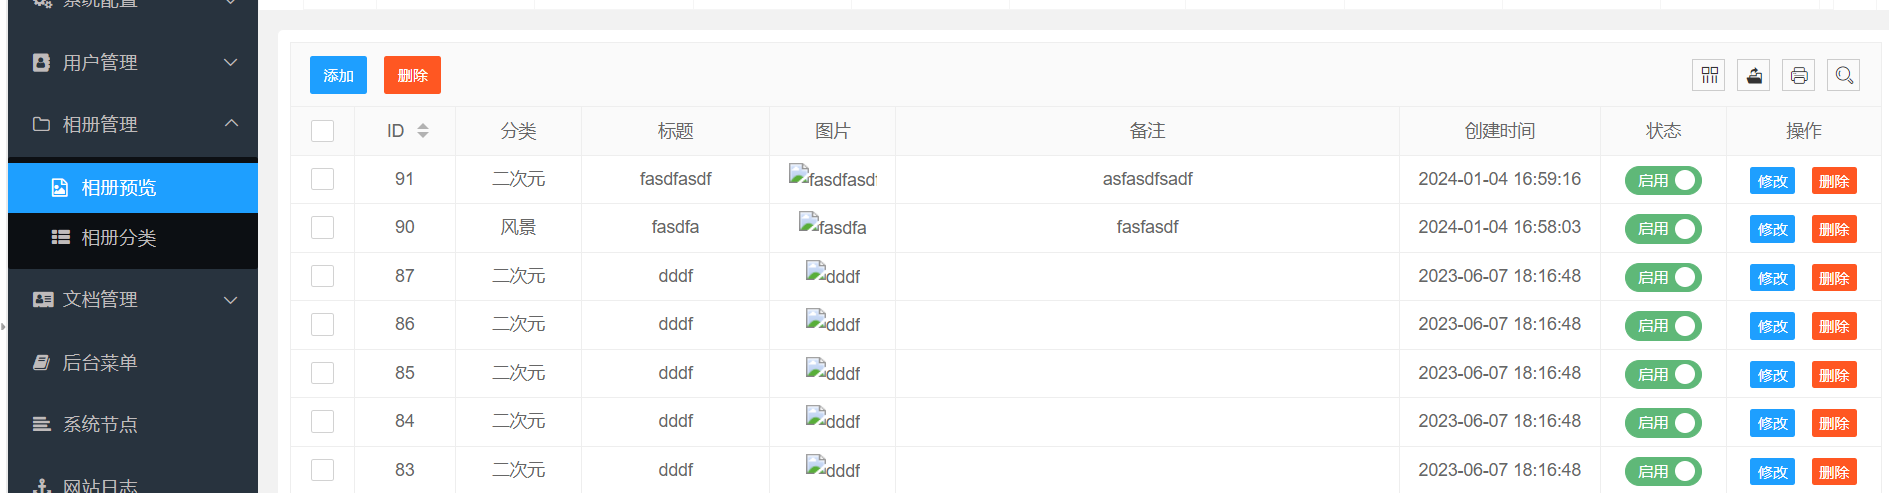 系统配置
用户管理
相册管理
相册预览
相册分类
文档管理
后台菜单
系统节点
网站日志
添加 删除
ID 分类 标题 图片 备注 创建时间 状态 操作
91 二次元 fasdfasdf fasdfasdf asfasdfsadf 2024-01-04 16:59:16 启用 修改 删除
90 风景 fasdfa fasdfa fasfasdf 2024-01-04 16:58:03 启用 修改 删除
87 二次元 dddf dddf 2023-06-07 18:16:48 启用 修改 删除
86 二次元 dddf dddf 2023-06-07 18:16:48 启用 修改 删除
85 二次元 dddf dddf 2023-06-07 18:16:48 启用 修改 删除
84 二次元 dddf dddf 2023-06-07 18:16:48 启用 修改 删除
83 二次元 dddf dddf 2023-06-07 18:16:48 启用 修改 删除